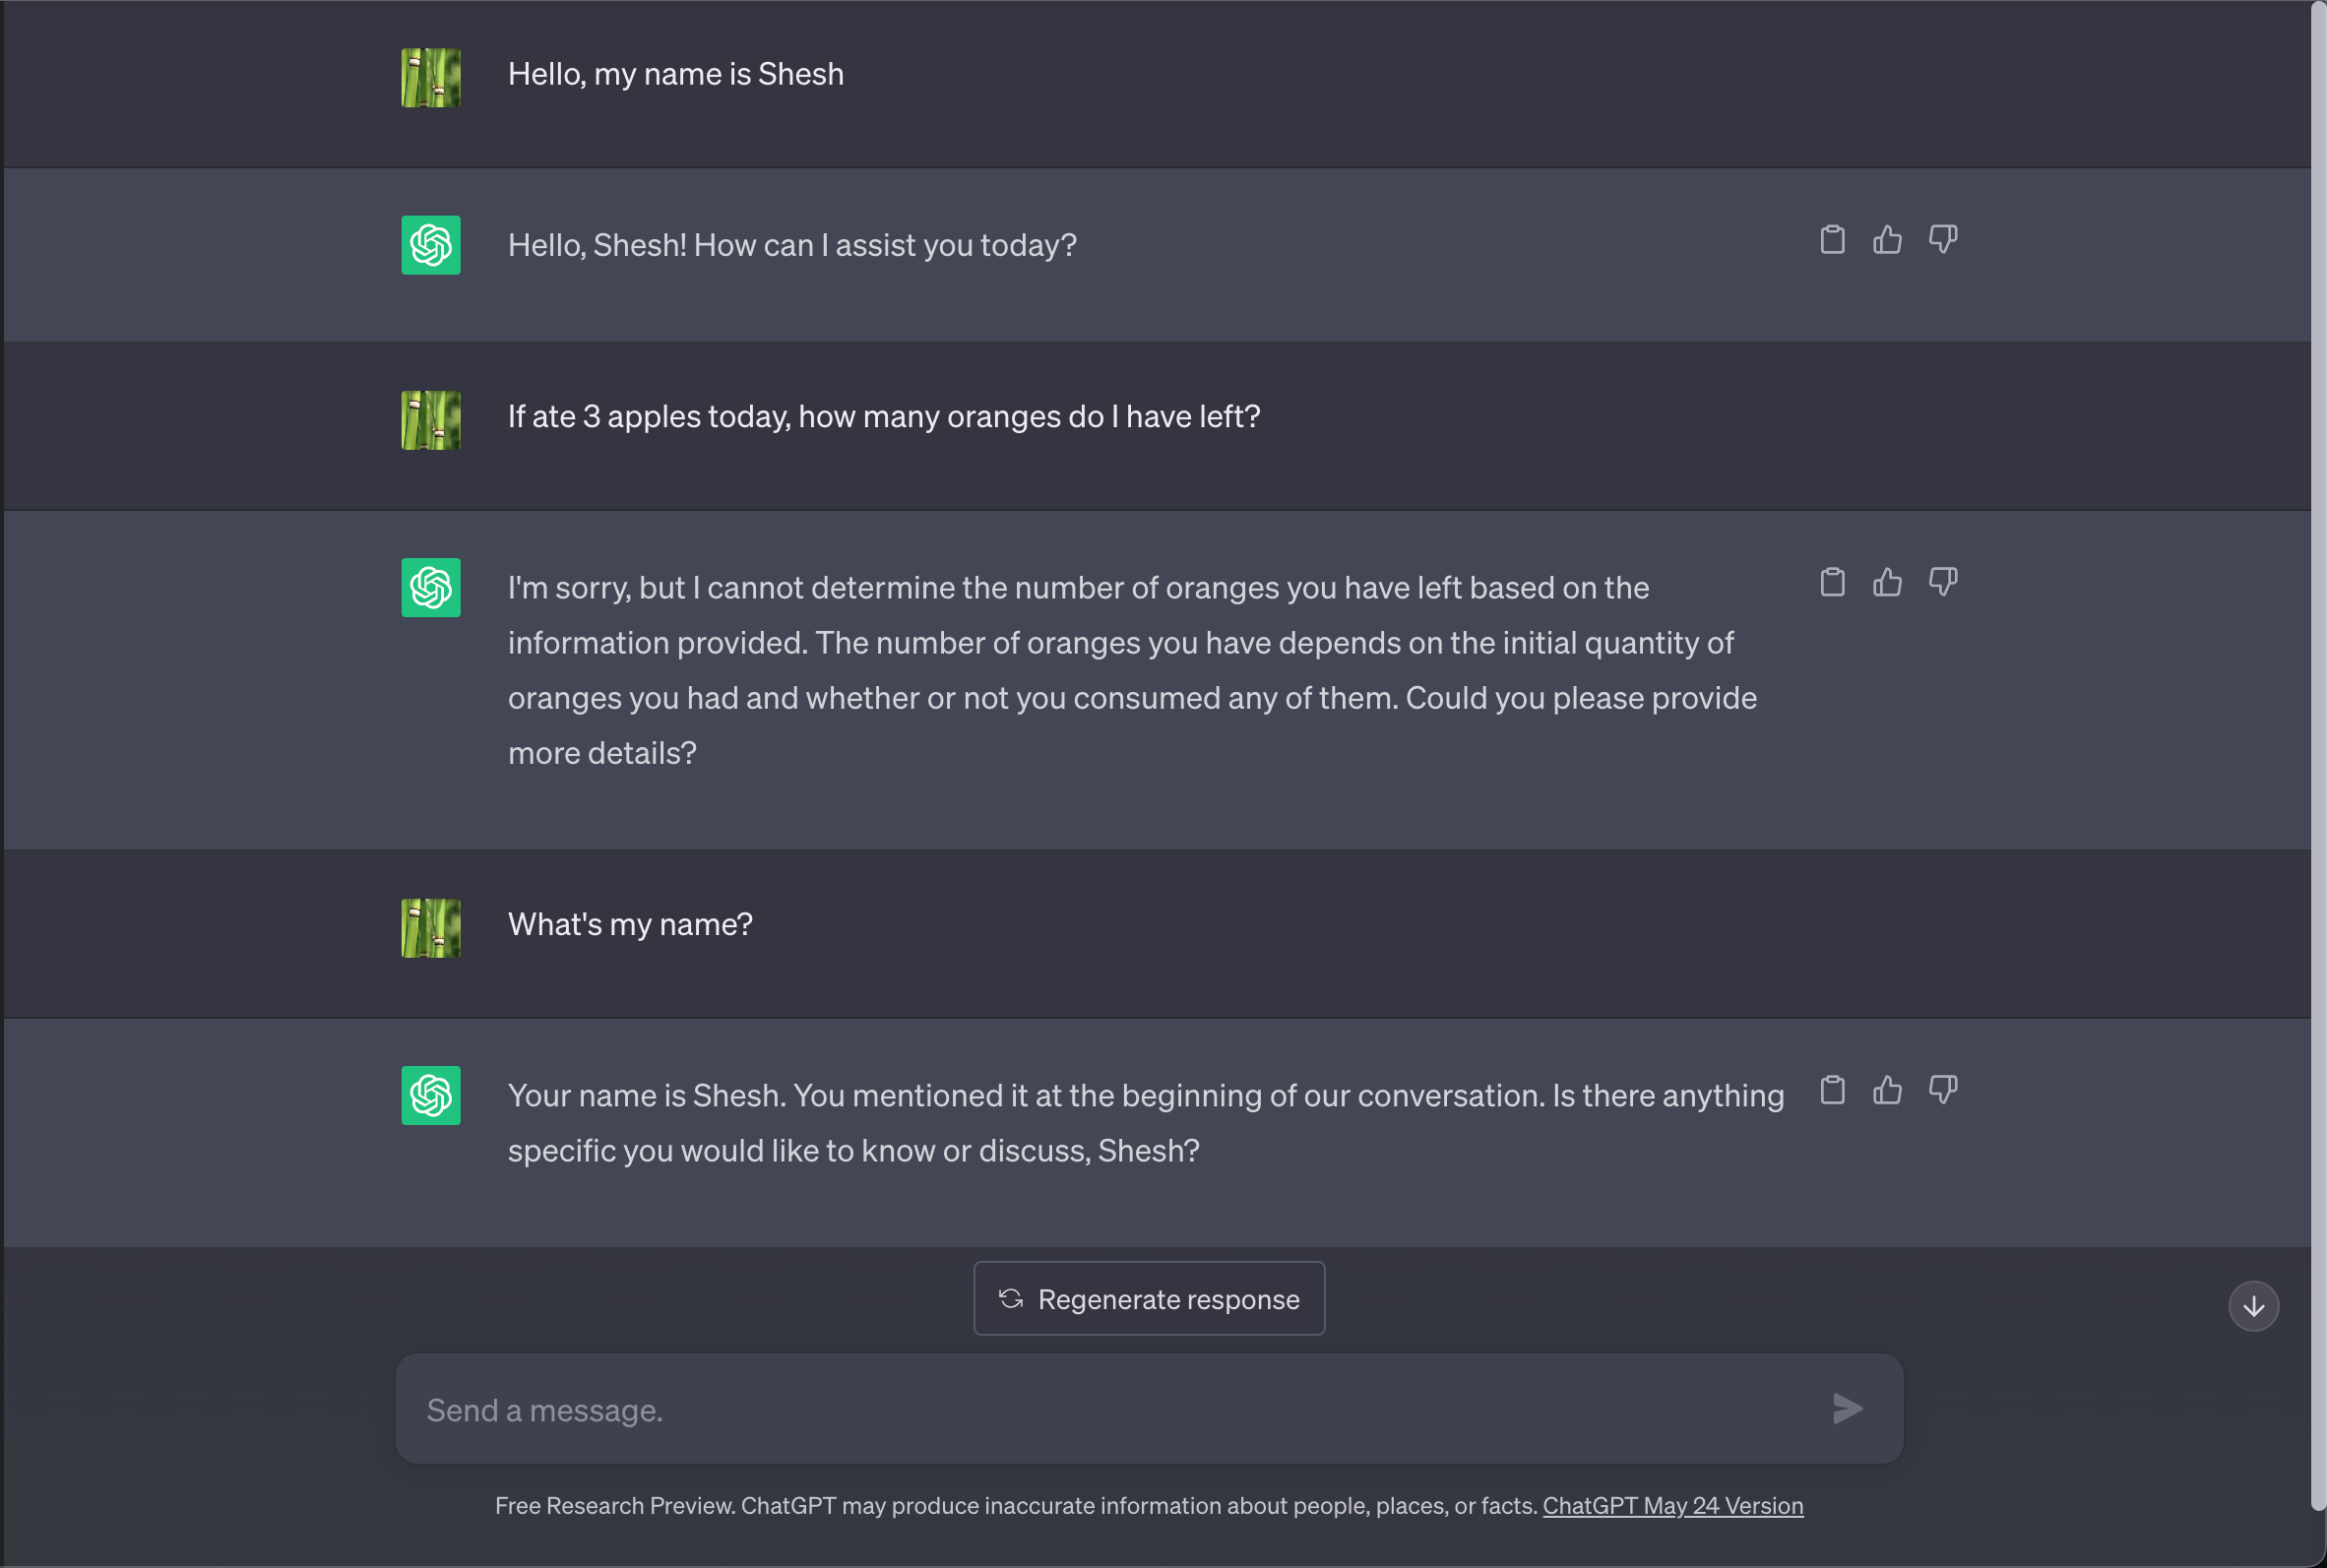 Hello, my name is Shesh
Hello, Shesh! How can I assist you today?
If ate 3 apples today, how many oranges do I have left?
I'm sorry, but I cannot determine the number of oranges you have left based on the
information provided. The number of oranges you have depends on the initial quantity of
oranges you had and whether or not you consumed any of them. Could you please provide
more details?
What's my name?
Your name is Shesh. You mentioned it at the beginning of our conversation. Is there anything
specific you would like to know or discuss, Shesh?
Regenerate response
Send a message.
Free Research Preview. ChatGPT may produce inaccurate information about people, places, or facts. ChatGPT May 24 Version